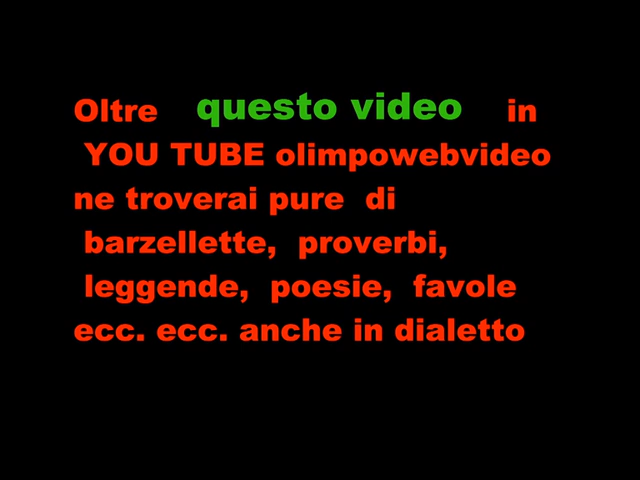 Oltre questo video in
YOU TUBE olimpowebvideo
ne troverai pure di
barzellette, proverbi,
leggende, poesie, favole
ecc. ecc. anche in dialetto